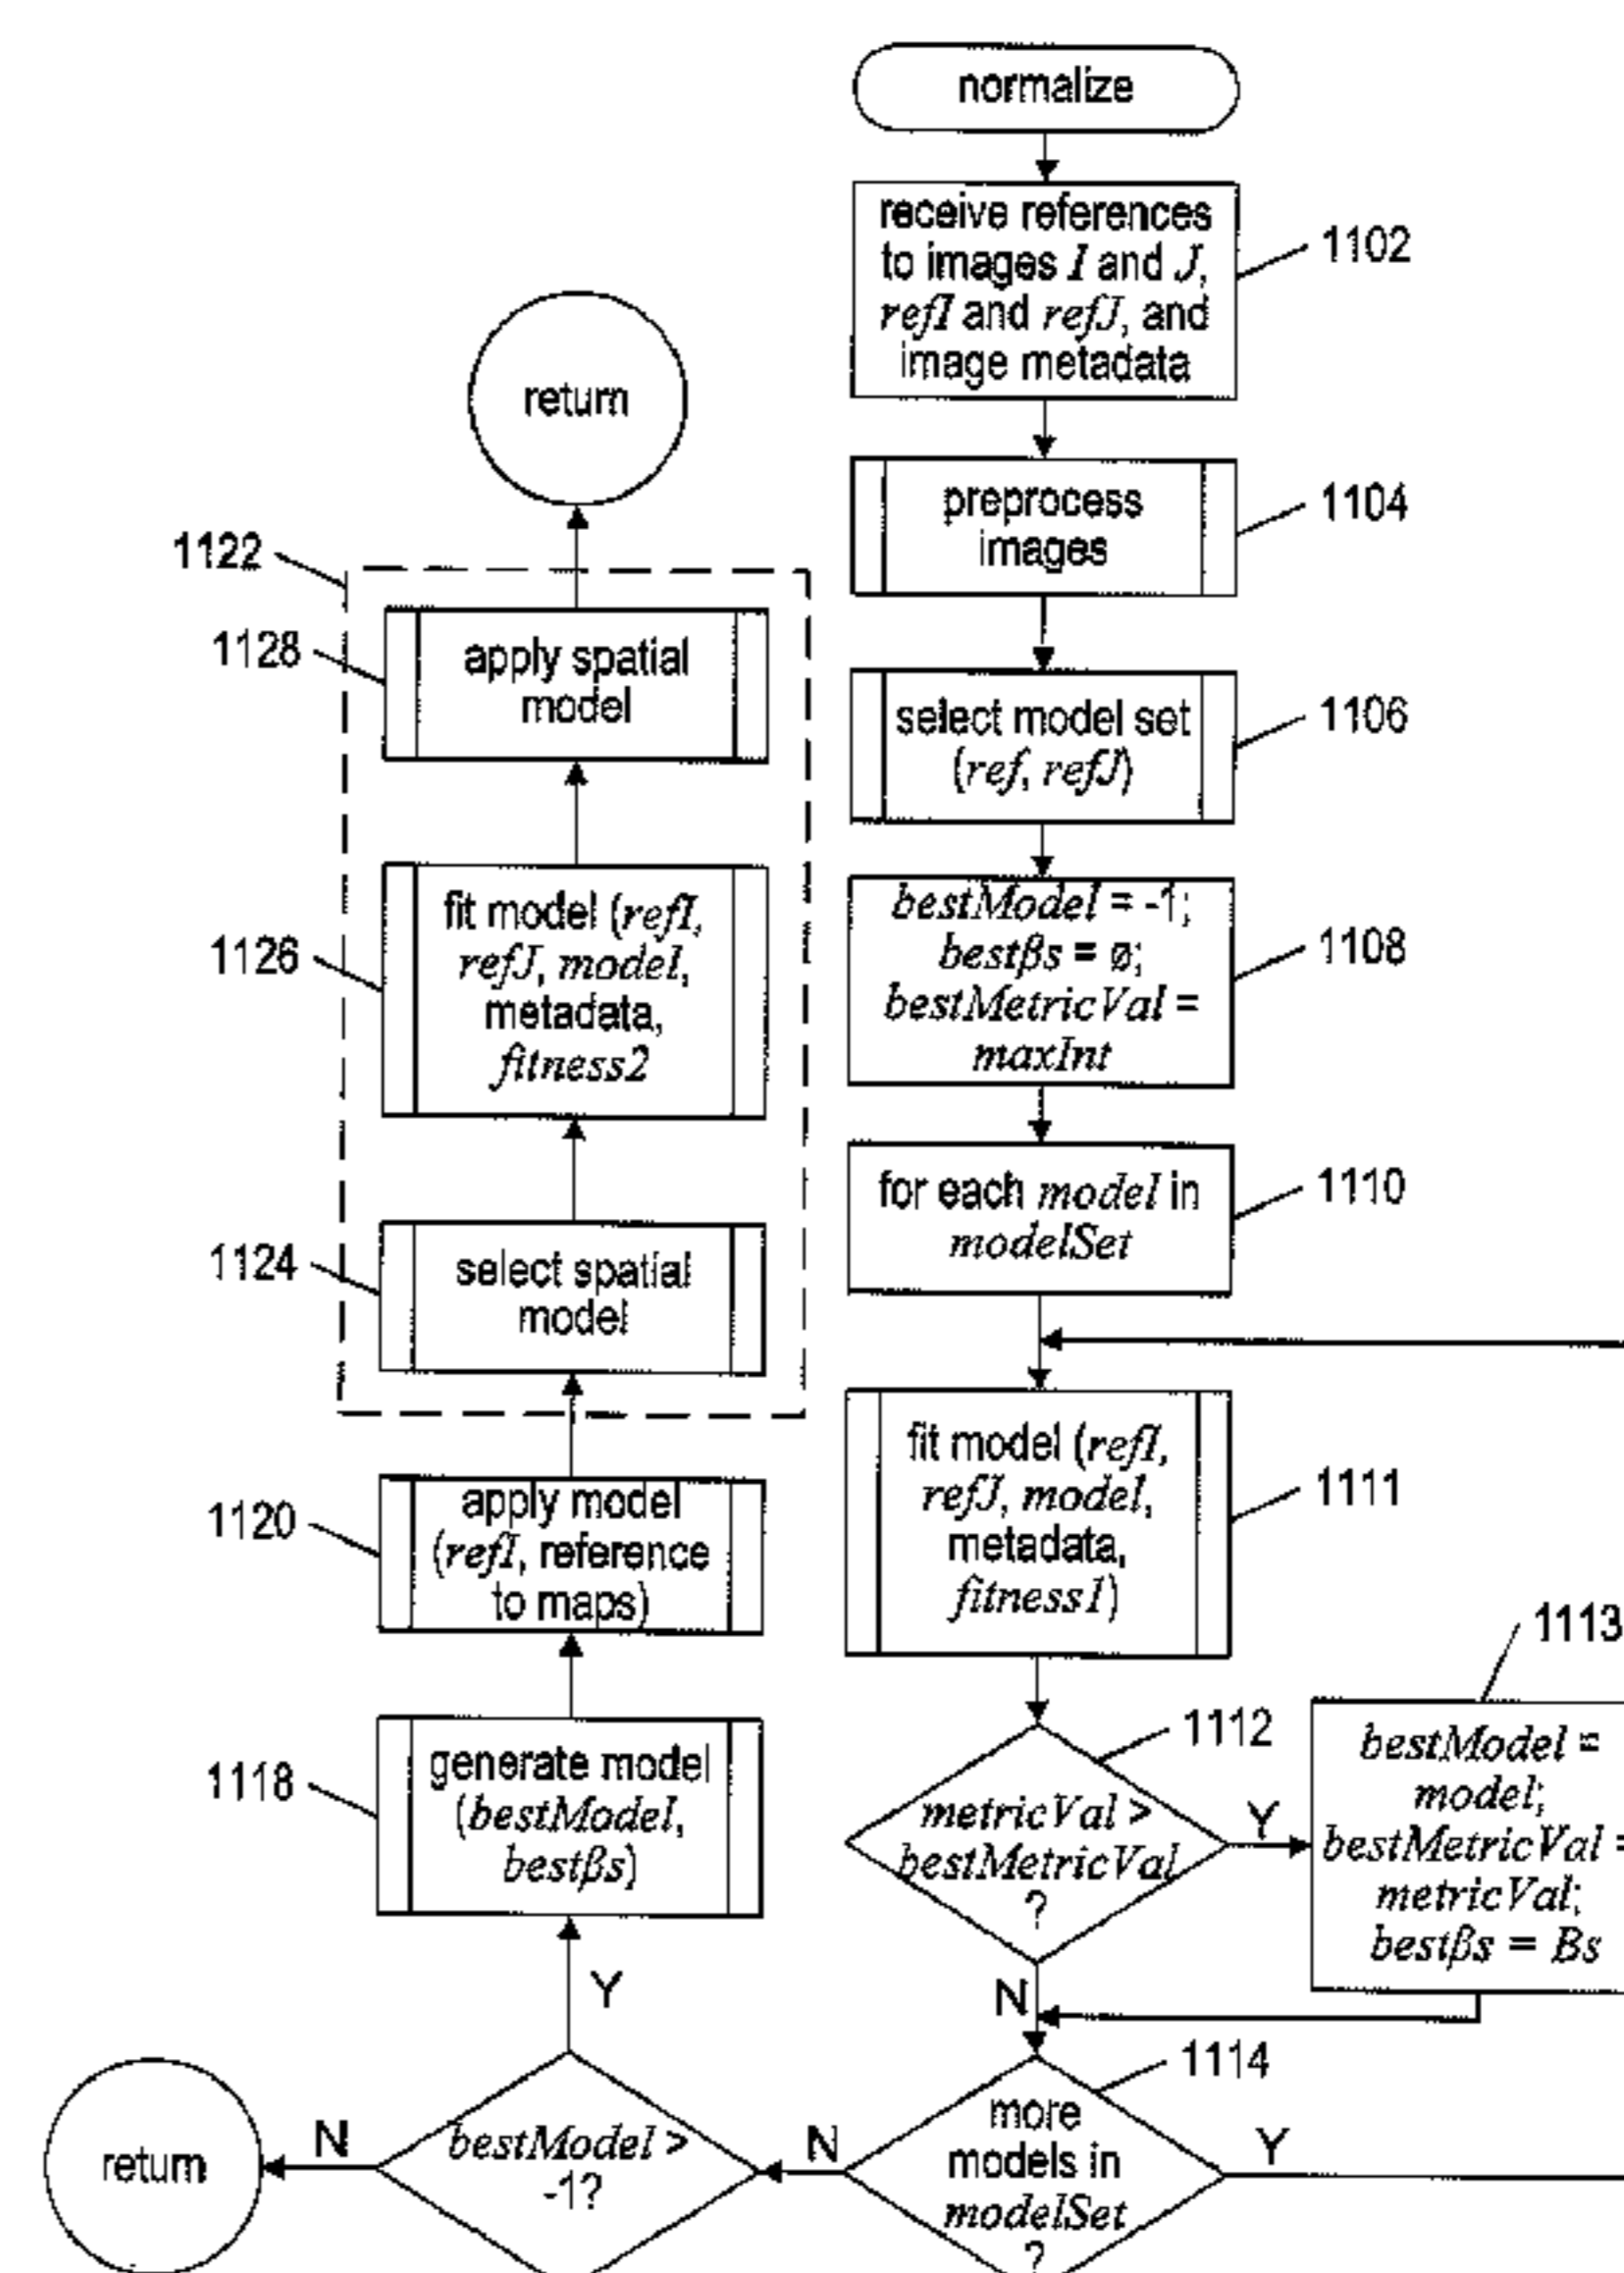 normalize
receive references
to images I and J,
refI and refJ, and
image metadata
1102
preprocess
images
1104
select model set
(ref, refJ)
1106
bestModel = -1;
bestβs = ø;
bestMetricVal =
maxInt
1108
for each model in
modelSet
1110
fit model (refI,
refJ, model,
metadata,
fitness1)
1111
metricVal >
bestMetricVal
?
1112
Y
N
1113
bestModel =
model;
bestMetricVal =
metricVal;
bestβs = Bs
more
models in
modelSet
?
1114
Y
N
bestModel >
-1?
N
return
Y
generate model
(bestModel,
bestβs)
1118
apply model
(refI, reference
to maps)
1120
1122
select spatial
model
1124
fit model (refI,
refJ, model,
metadata,
fitness2
1126
apply spatial
model
1128
return